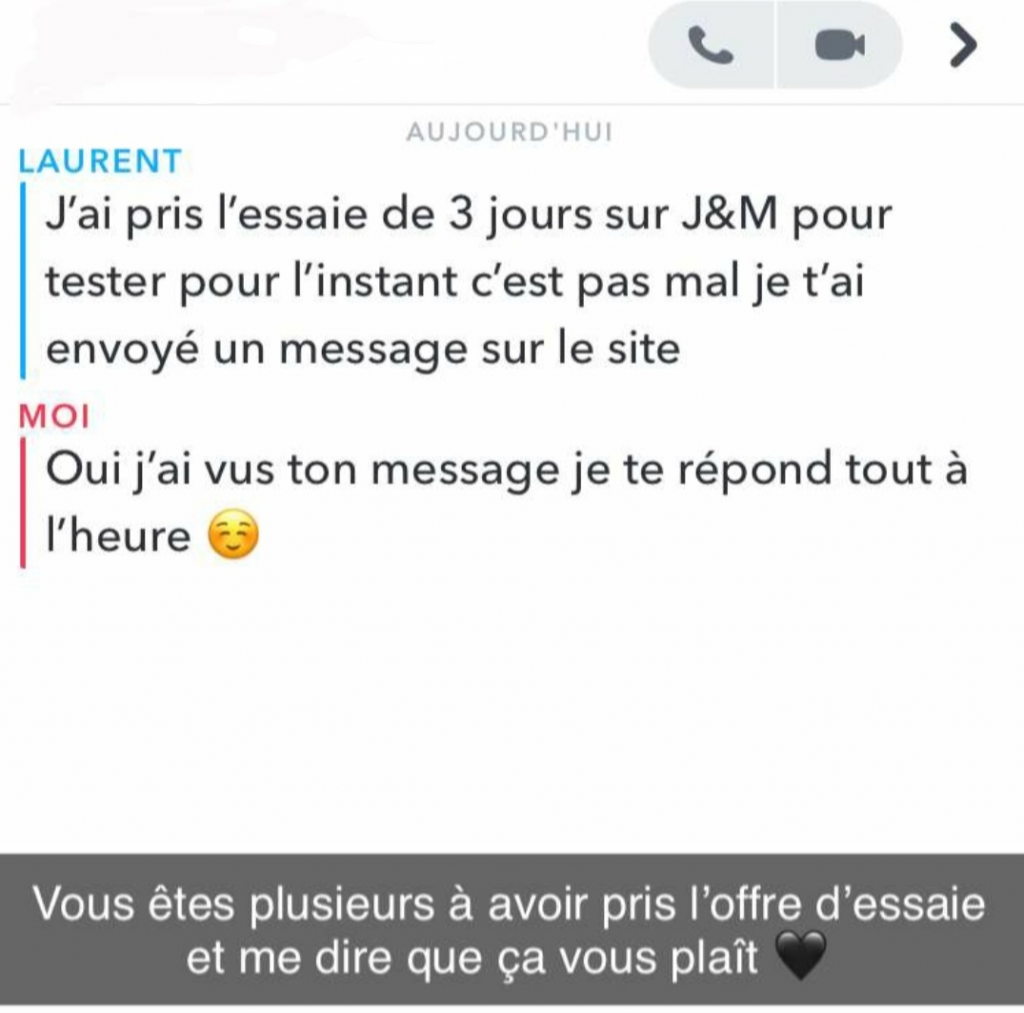 AUJOURD'HUI
LAURENT
J’ai pris l’essaie de 3 jours sur J&M pour
tester pour l’instant c’est pas mal je t’ai
envoyé un message sur le site
MOI
Oui j’ai vus ton message je te répond tout à
l’heure ☺️
Vous êtes plusieurs à avoir pris l’offre d’essaie
et me dire que ça vous plaît 🖤